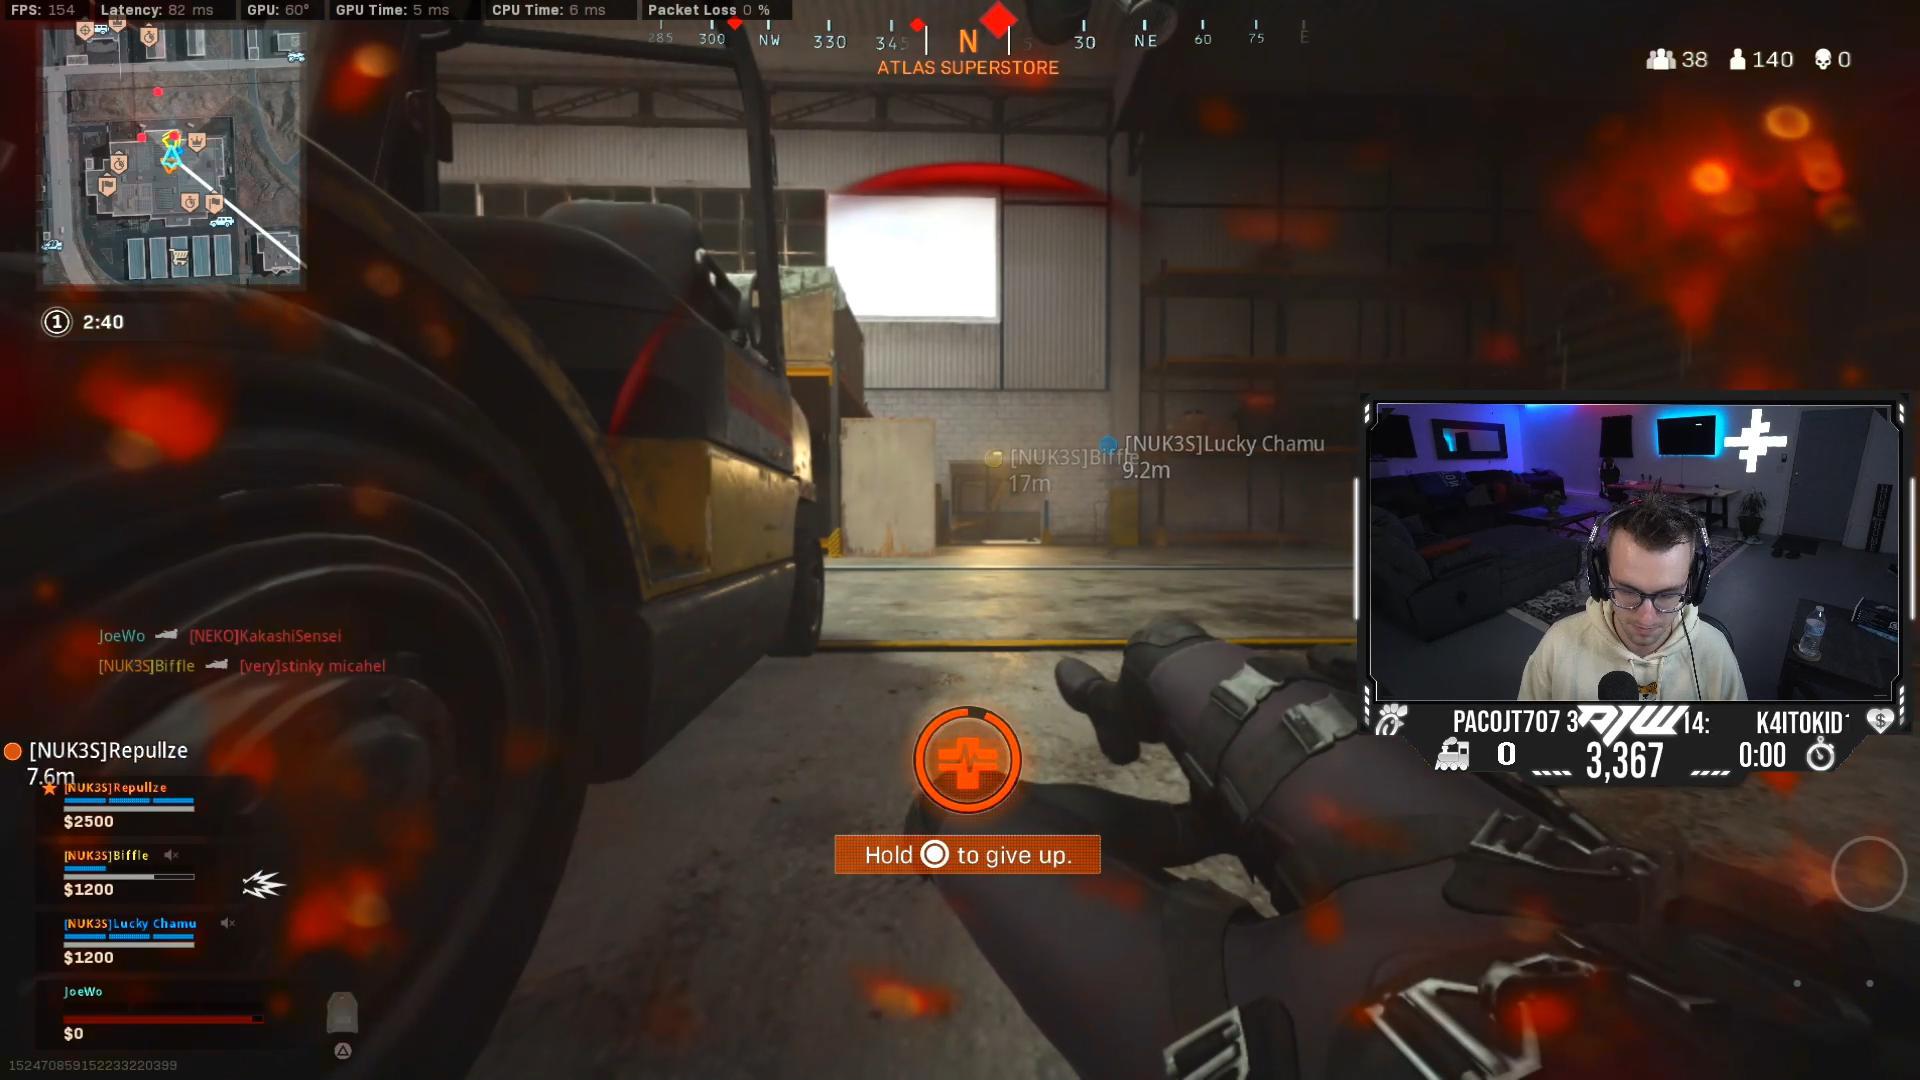 FPS: 154 Latency: 82 ms GPU: 60° GPU Time: 5 ms CPU Time: 6 ms Packet Loss 0 %
285 300 NW 330 345 N 5 30 NE 60 75 E
ATLAS SUPERSTORE
38 140 0
1 2:40
[NUK3S]Lucky Chamu
9.2m
[NUK3S]Biffle
17m
JoeWo [NEKO]KakashiSensei
[NUK3S]Biffle [very]stinky micahel
[NUK3S]Repullze
7.6m
[NUK3S]Repullze
$2500
[NUK3S]Biffle
$1200
[NUK3S]Lucky Chamu
$1200
JoeWo
$0
Hold to give up.
PACOJT707 3 14: K4ITOKID
0 3,367 0:00
152470859152233220399